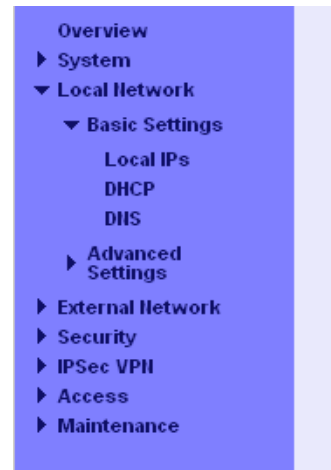 Overview
System
Local Network
Basic Settings
Local IPs
DHCP
DNS
Advanced
Settings
External Network
Security
IPSec VPN
Access
Maintenance